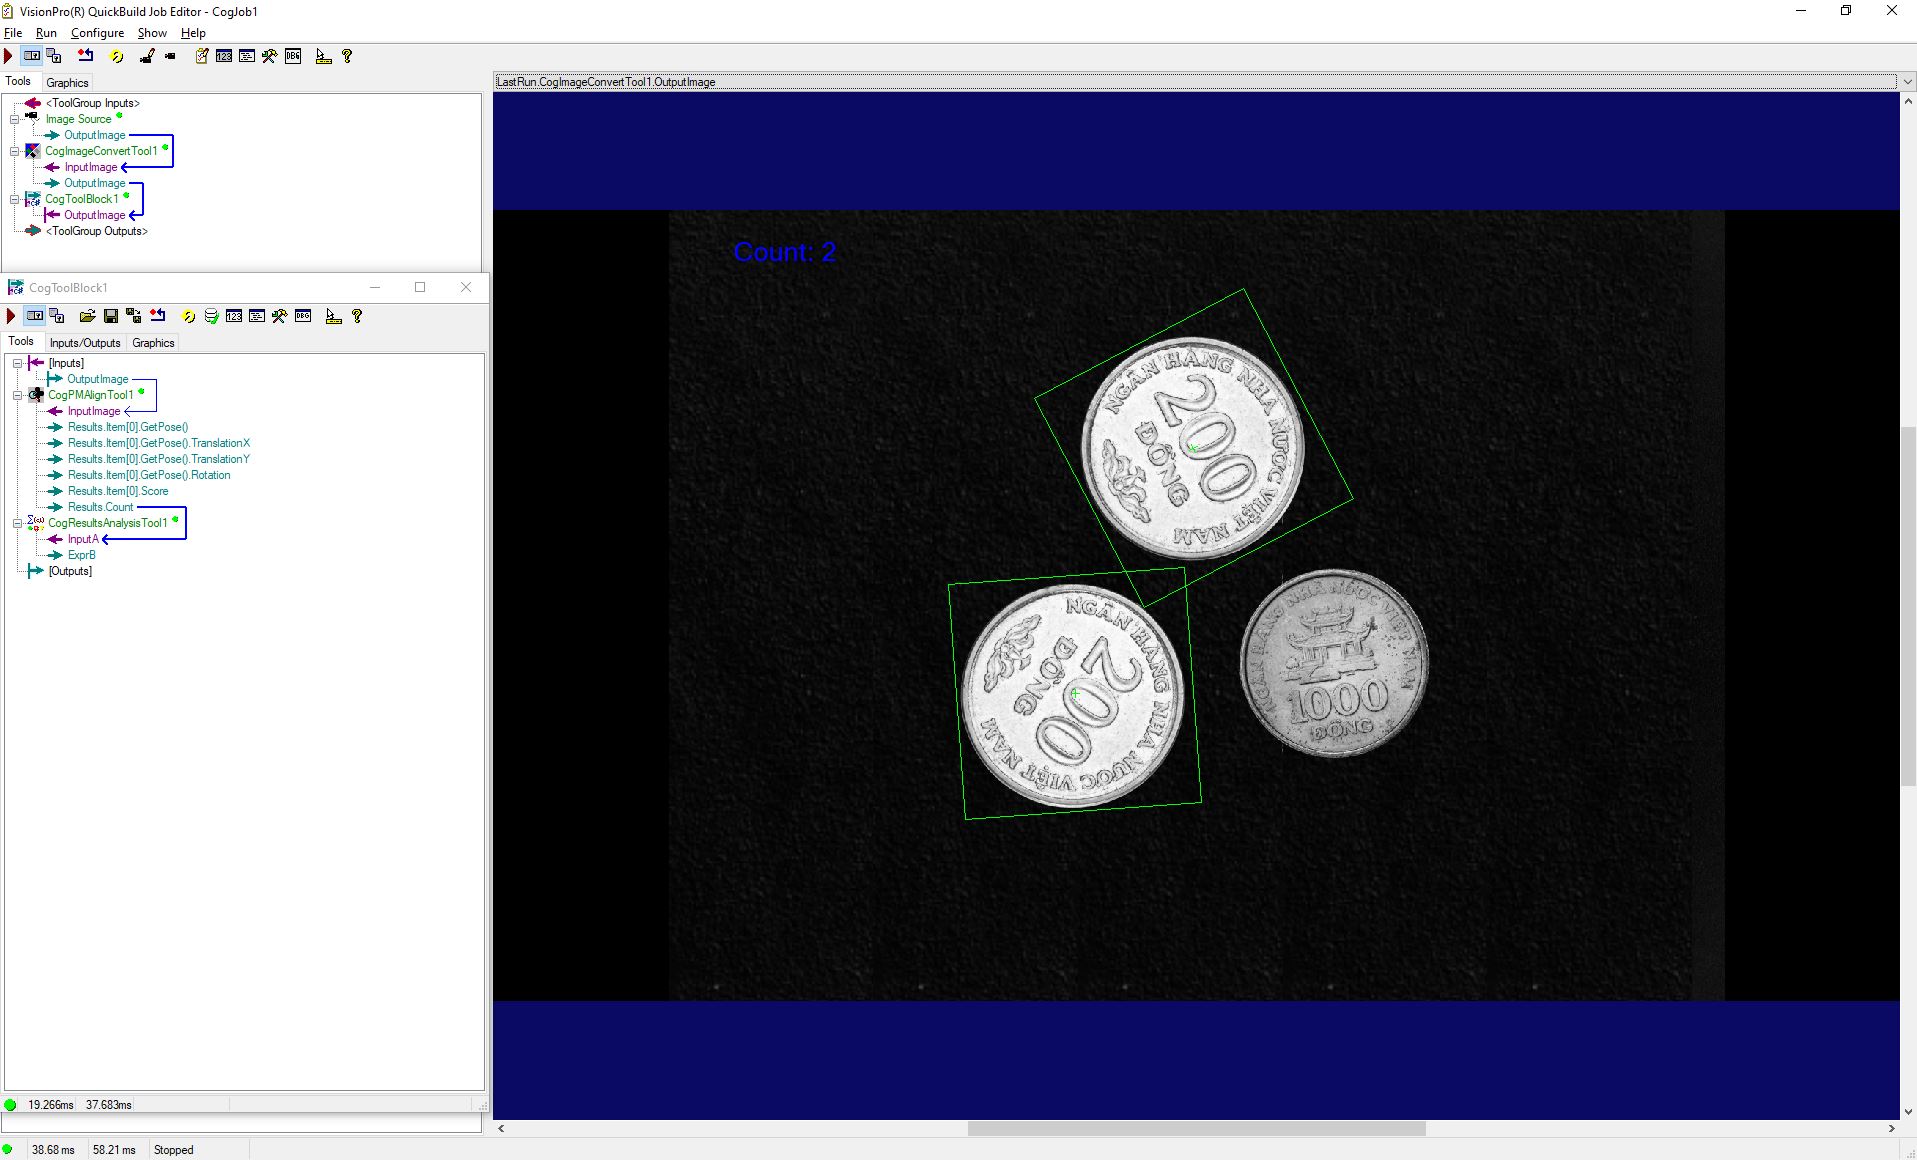 VisionPro(R) QuickBuild Job Editor - CogJob1
File Run Configure Show Help
Tools Graphics
<ToolGroup Inputs>
Image Source
OutputImage
CogImageConvertTool1
InputImage
OutputImage
CogToolBlock1
OutputImage
<ToolGroup Outputs>
CogToolBlock1
Tools Inputs/Outputs Graphics
[Inputs]
OutputImage
CogPMAlignTool1
InputImage
Results.Item[0].GetPose()
Results.Item[0].GetPose().TranslationX
Results.Item[0].GetPose().TranslationY
Results.Item[0].GetPose().Rotation
Results.Item[0].Score
Results.Count
CogResultsAnalysisTool1
InputA
ExprB
[Outputs]
19.266ms 37.683ms
38.68 ms 58.21 ms Stopped
LastRun.CogImageConvertTool1.OutputImage
Count: 2
NGÂN HÀNG NHÀ NƯỚC VIỆT NAM
200
ĐỒNG
NGÂN HÀNG NHÀ NƯỚC VIỆT NAM
200
ĐỒNG
NGÂN HÀNG NHÀ NƯỚC VIỆT NAM
1000
ĐỒNG